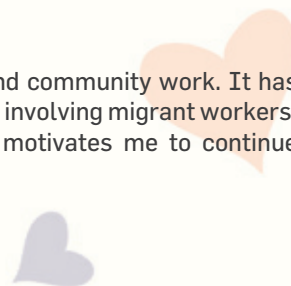 nd community work. It has
involving migrant workers
motivates me to continue